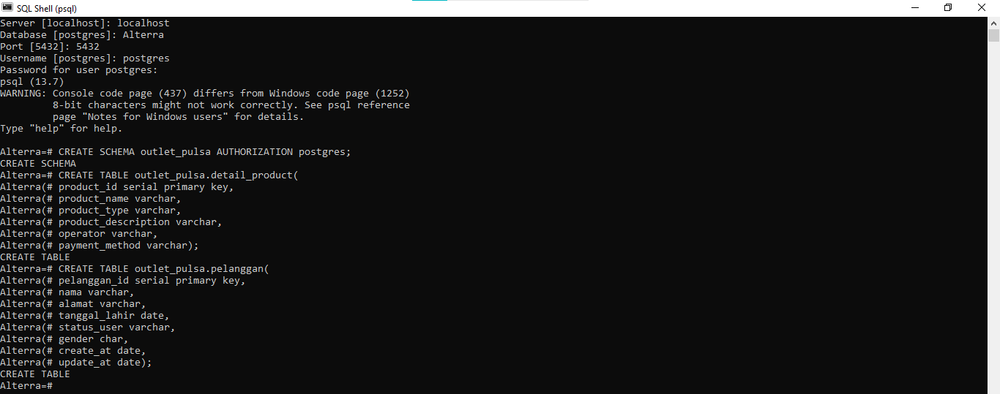 SQL Shell (psql)
Server [localhost]: localhost
Database [postgres]: Alterra
Port [5432]: 5432
Username [postgres]: postgres
Password for user postgres:
psql (13.7)
WARNING: Console code page (437) differs from Windows code page (1252)
         8-bit characters might not work correctly. See psql reference
         page "Notes for Windows users" for details.
Type "help" for help.

Alterra=# CREATE SCHEMA outlet_pulsa AUTHORIZATION postgres;
CREATE SCHEMA
Alterra=# CREATE TABLE outlet_pulsa.detail_product(
Alterra(# product_id serial primary key,
Alterra(# product_name varchar,
Alterra(# product_type varchar,
Alterra(# product_description varchar,
Alterra(# operator varchar,
Alterra(# payment_method varchar);
CREATE TABLE
Alterra=# CREATE TABLE outlet_pulsa.pelanggan(
Alterra(# pelanggan_id serial primary key,
Alterra(# nama varchar,
Alterra(# alamat varchar,
Alterra(# tanggal_lahir date,
Alterra(# status_user varchar,
Alterra(# gender char,
Alterra(# create_at date,
Alterra(# update_at date);
CREATE TABLE
Alterra=#